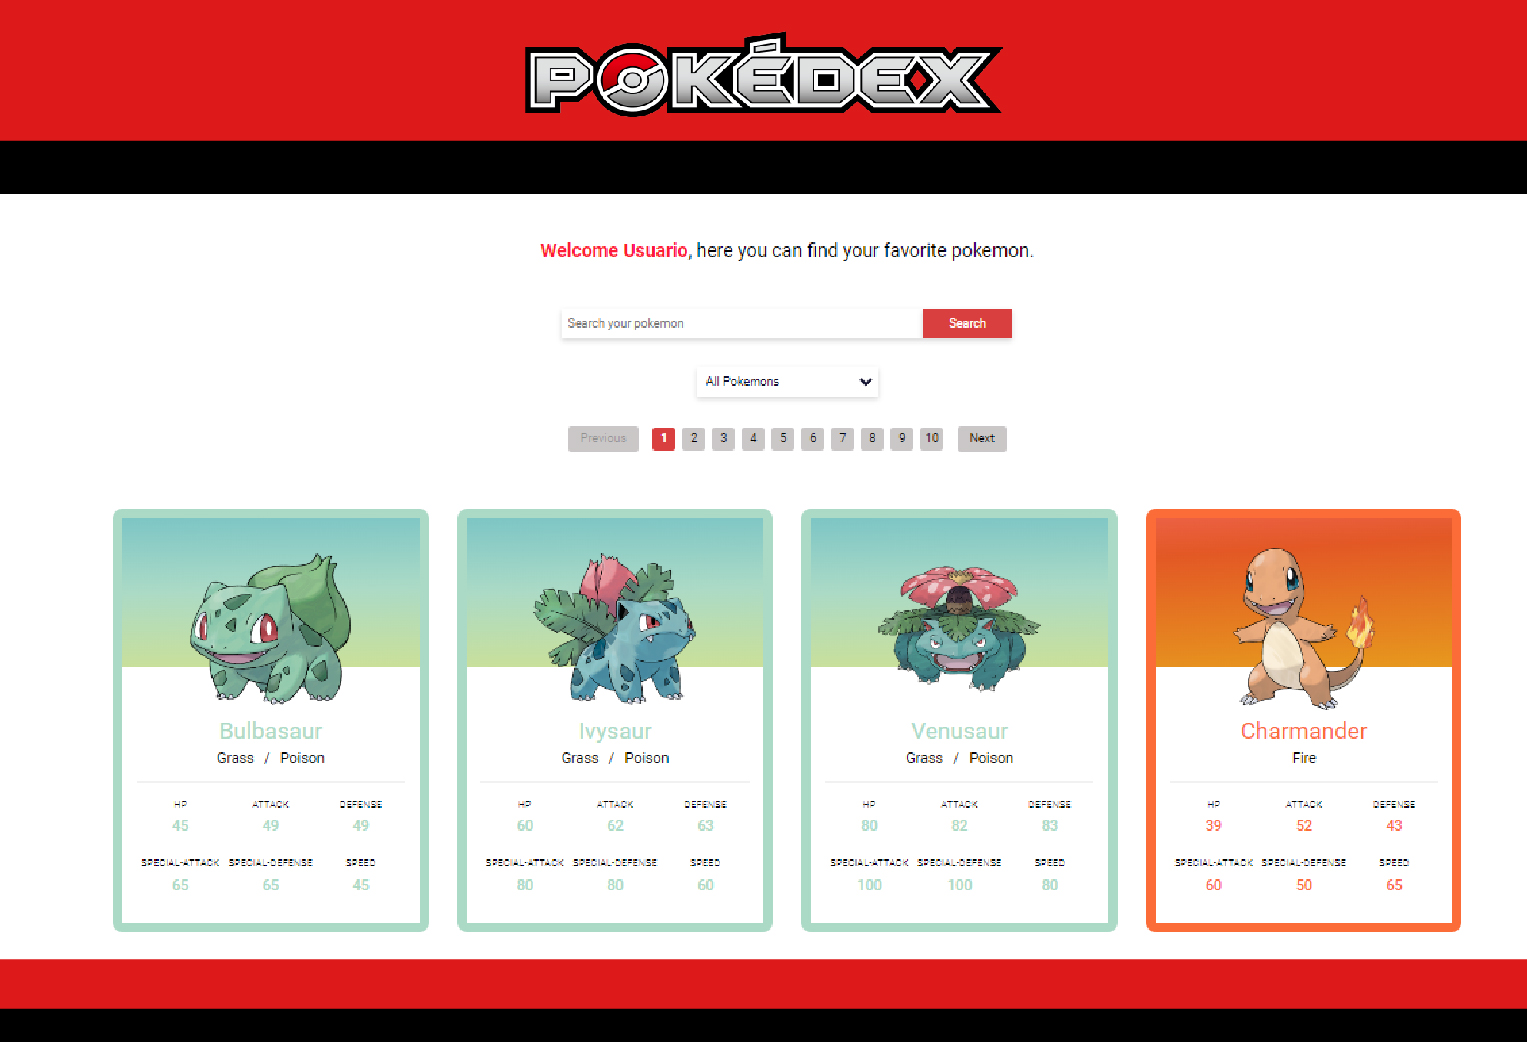 POKÉDEX
Welcome Usuario, here you can find your favorite pokemon.
Search your pokemon Search
All Pokemons
Previous 1 2 3 4 5 6 7 8 9 10 Next
Bulbasaur
Grass / Poison
HP ATTACK DEFENSE
45 49 49
SPECIAL-ATTACK SPECIAL-DEFENSE SPEED
65 65 45
Ivysaur
Grass / Poison
HP ATTACK DEFENSE
60 62 63
SPECIAL-ATTACK SPECIAL-DEFENSE SPEED
80 80 60
Venusaur
Grass / Poison
HP ATTACK DEFENSE
80 82 83
SPECIAL-ATTACK SPECIAL-DEFENSE SPEED
100 100 80
Charmander
Fire
HP ATTACK DEFENSE
39 52 43
SPECIAL-ATTACK SPECIAL-DEFENSE SPEED
60 50 65